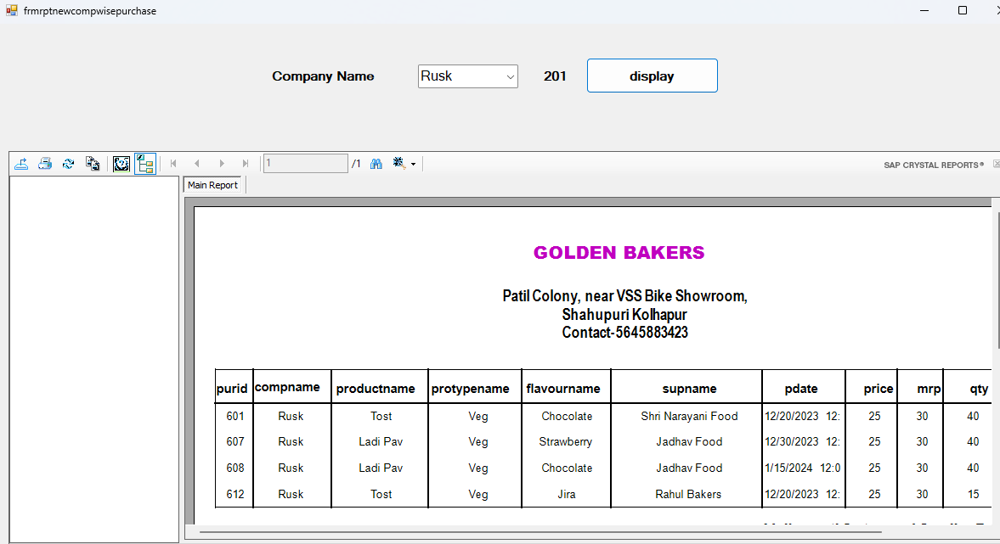 frmrptnewcompwisepurchase
Company Name Rusk 201 display
1 /1 SAP CRYSTAL REPORTS®
Main Report
GOLDEN BAKERS
Patil Colony, near VSS Bike Showroom,
Shahupuri Kolhapur
Contact-5645883423
purid compname productname protypename flavourname supname pdate price mrp qty
601 Rusk Tost Veg Chocolate Shri Narayani Food 12/20/2023 12: 25 30 40
607 Rusk Ladi Pav Veg Strawberry Jadhav Food 12/30/2023 12: 25 30 40
608 Rusk Ladi Pav Veg Chocolate Jadhav Food 1/15/2024 12:0 25 30 40
612 Rusk Tost Veg Jira Rahul Bakers 12/20/2023 12: 25 30 15